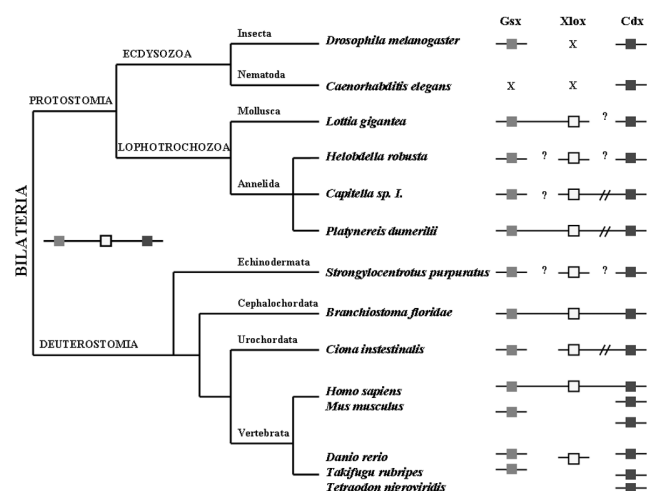 Gsx Xlox Cdx
Insecta
Drosophila melanogaster x
ECDYSOZOA
Nematoda
Caenorhabditis elegans x x
PROTOSTOMIA
Mollusca
Lottia gigantea ?
LOPHOTROCHOZOA
Helobdella robusta ? ?
Annelida
Capitella sp. I. ? //
Platynereis dumerilii //
BILATERIA
Echinodermata
Strongylocentrotus purpuratus ? ?
Cephalochordata
Branchiostoma floridae
DEUTEROSTOMIA
Urochordata
Ciona instestinalis //
Homo sapiens
Mus musculus
Vertebrata
Danio rerio
Takifugu rubripes
Tetraodon nigroviridis